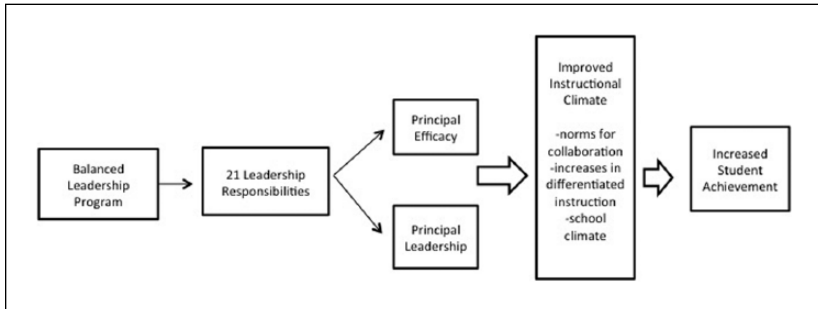 Balanced
Leadership
Program
21 Leadership
Responsibilities
Principal
Efficacy
Principal
Leadership
Improved
Instructional
Climate
-norms for
collaboration
-increases in
differentiated
instruction
-school
climate
Increased
Student
Achievement